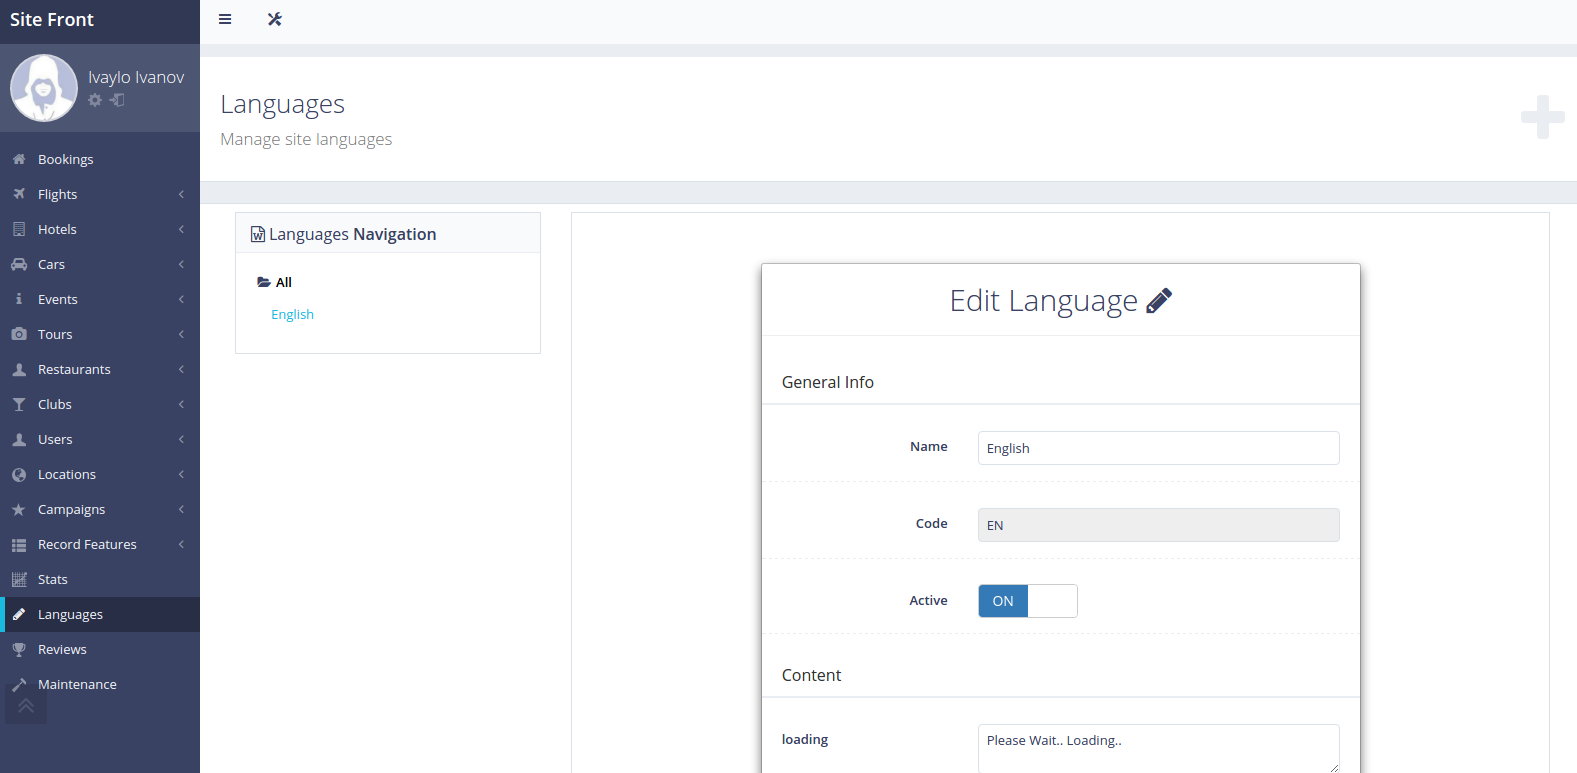 Site Front
Ivaylo Ivanov
Bookings
Flights
Hotels
Cars
Events
Tours
Restaurants
Clubs
Users
Locations
Campaigns
Record Features
Stats
Languages
Reviews
Maintenance
Languages
Manage site languages
Languages Navigation
All
English
Edit Language
General Info
Name English
Code EN
Active ON
Content
loading Please Wait.. Loading..